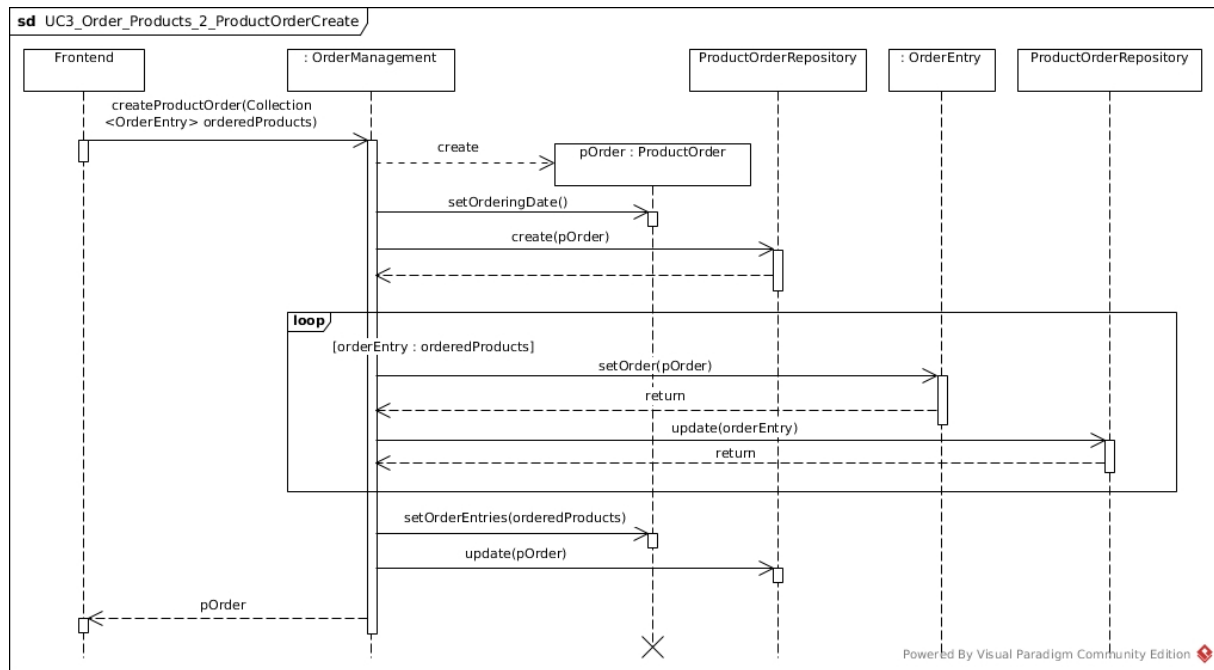 sd UC3_Order_Products_2_ProductOrderCreate
Frontend
: OrderManagement
ProductOrderRepository
: OrderEntry
ProductOrderRepository
createProductOrder(Collection
<OrderEntry> orderedProducts)
create
pOrder : ProductOrder
setOrderingDate()
create(pOrder)
loop
[orderEntry : orderedProducts]
setOrder(pOrder)
return
update(orderEntry)
return
setOrderEntries(orderedProducts)
update(pOrder)
pOrder
Powered By Visual Paradigm Community Edition